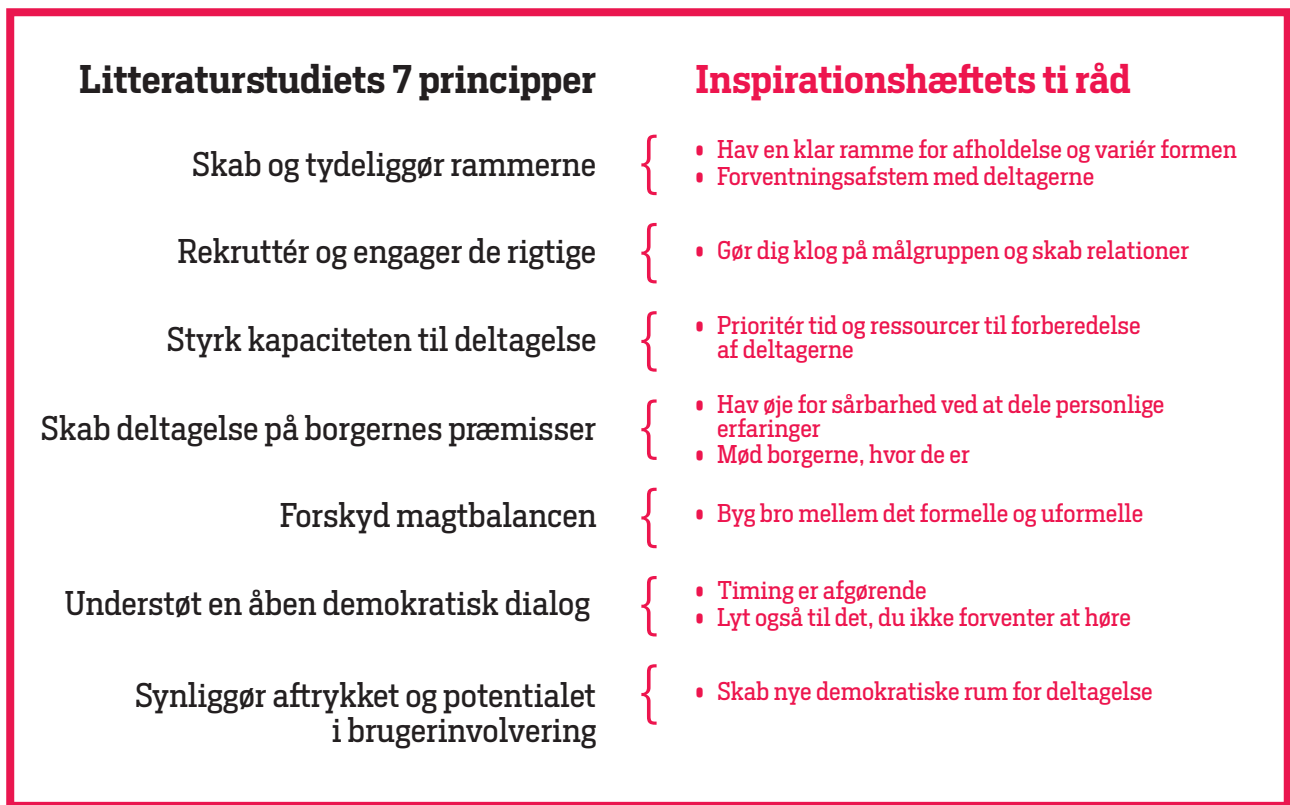 Litteraturstudiets 7 principper
Inspirationshæftets ti råd
Skab og tydeliggør rammerne
• Hav en klar ramme for afholdelse og variér formen
• Forventningsafstem med deltagerne
Rekruttér og engager de rigtige
• Gør dig klog på målgruppen og skab relationer
Styrk kapaciteten til deltagelse
• Prioritér tid og ressourcer til forberedelse
af deltagerne
Skab deltagelse på borgernes præmisser
• Hav øje for sårbarhed ved at dele personlige
erfaringer
• Mød borgerne, hvor de er
Forskyd magtbalancen
• Byg bro mellem det formelle og uformelle
Understøt en åben demokratisk dialog
• Timing er afgørende
• Lyt også til det, du ikke forventer at høre
Synliggør aftrykket og potentialet
i brugerinvolvering
• Skab nye demokratiske rum for deltagelse